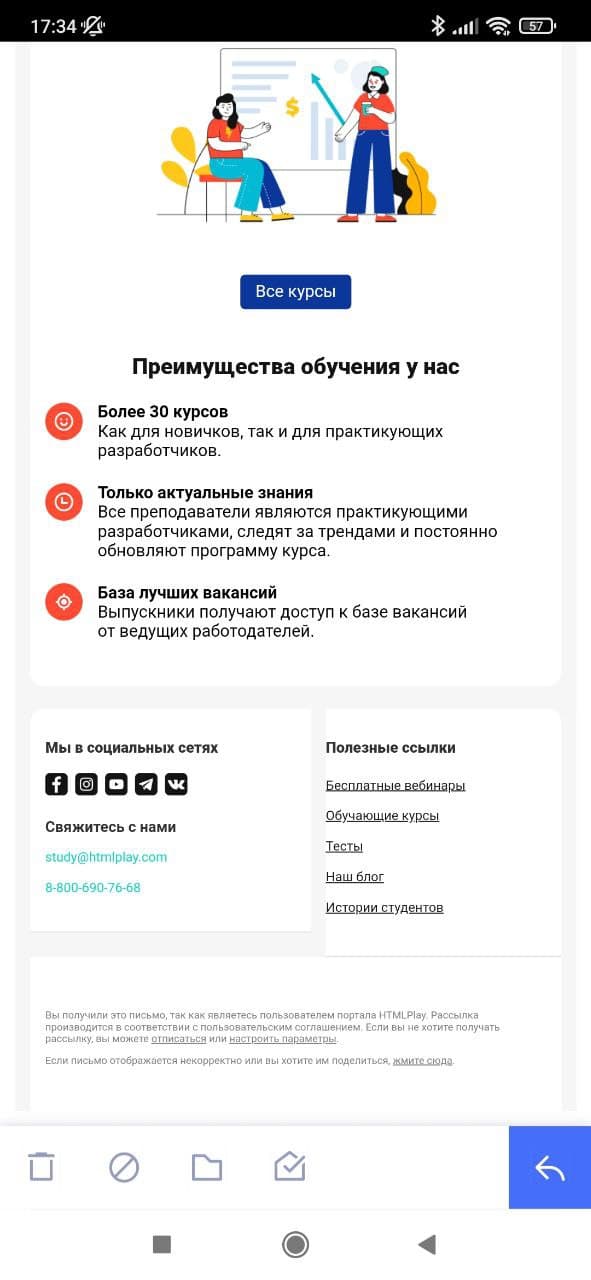 17:34
57
$
Все курсы
Преимущества обучения у нас
Более 30 курсов
Как для новичков, так и для практикующих
разработчиков.
Только актуальные знания
Все преподаватели являются практикующими
разработчиками, следят за трендами и постоянно
обновляют программу курса.
База лучших вакансий
Выпускники получают доступ к базе вакансий
от ведущих работодателей.
Мы в социальных сетях
Свяжитесь с нами
study@htmlplay.com
8-800-690-76-68
Полезные ссылки
Бесплатные вебинары
Обучающие курсы
Тесты
Наш блог
Истории студентов
Вы получили это письмо, так как являетесь пользователем портала HTMLPlay. Рассылка
производится в соответствии с пользовательским соглашением. Если вы не хотите получать
рассылку, вы можете отписаться или настроить параметры.
Если письмо отображается некорректно или вы хотите им поделиться, жмите сюда.